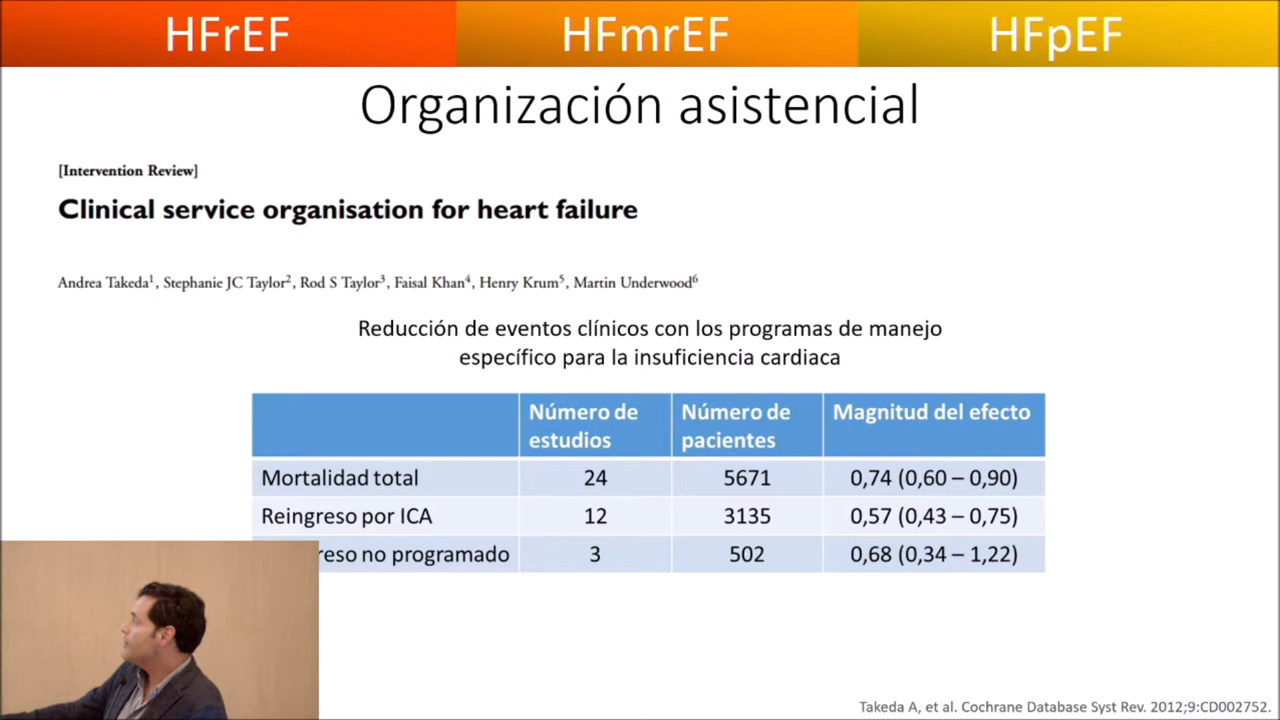 HFrEF HFmrEF HFpEF
Organización asistencial
[Intervention Review]
Clinical service organisation for heart failure
Andrea Takeda1, Stephanie JC Taylor2, Rod S Taylor3, Faisal Khan4, Henry Krum5, Martin Underwood6
Reducción de eventos clínicos con los programas de manejo
específico para la insuficiencia cardiaca
Número de estudios Número de pacientes Magnitud del efecto
Mortalidad total 24 5671 0,74 (0,60 – 0,90)
Reingreso por ICA 12 3135 0,57 (0,43 – 0,75)
no programado 3 502 0,68 (0,34 – 1,22)
Takeda A, et al. Cochrane Database Syst Rev. 2012;9:CD002752.